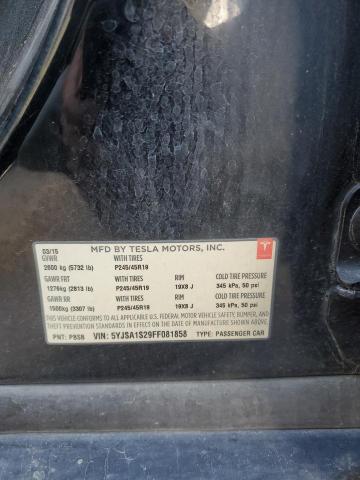 03/15 MFD BY TESLA MOTORS, INC.
GVWR WITH TIRES
2600 kg (5732 lb) P245/45R19
GAWR FRT WITH TIRES RIM COLD TIRE PRESSURE
1276kg (2813 lb) P245/45R19 19X8 J 345 kPa, 50 psi
GAWR RR WITH TIRES RIM COLD TIRE PRESSURE
1500kg (3307 lb) P245/45R19 19X8 J 345 kPa, 50 psi
THIS VEHICLE CONFORMS TO ALL APPLICABLE U.S. FEDERAL MOTOR VEHICLE SAFETY, BUMPER, AND
THEFT PREVENTION STANDARDS IN EFFECT ON THE DATE OF MANUFACTURE SHOWN ABOVE.
PNT: PBSB VIN: 5YJSA1S29FF081858 TYPE: PASSENGER CAR